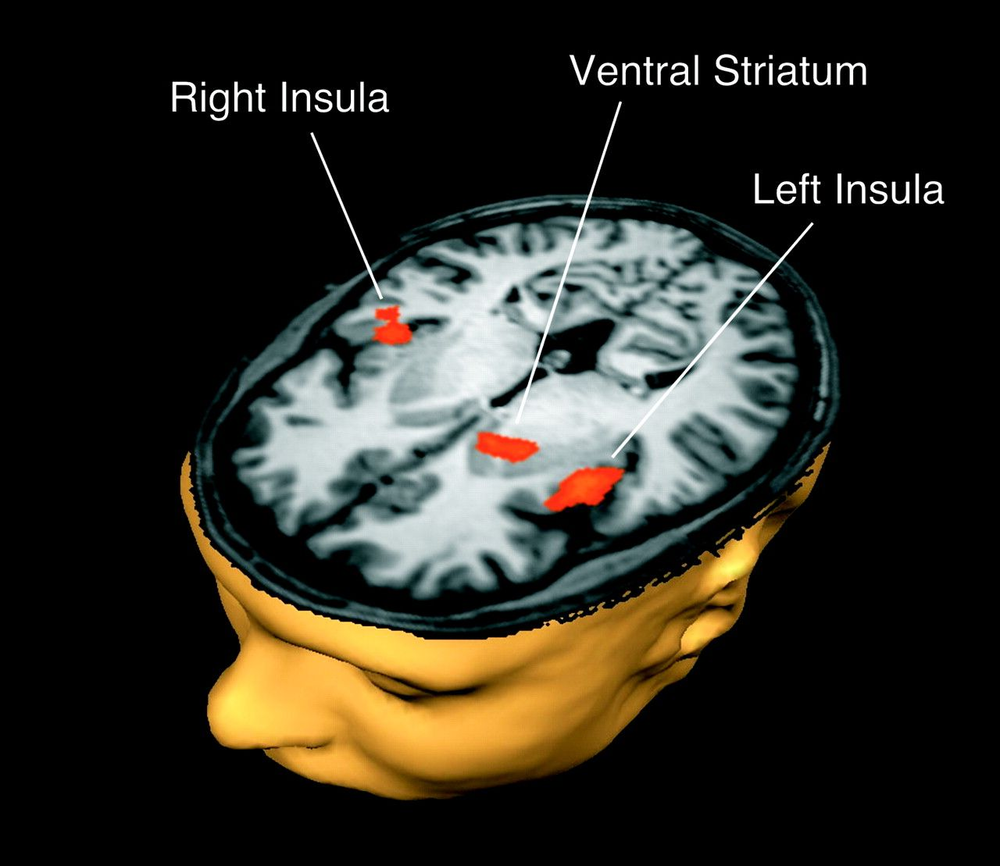 Ventral Striatum
Right Insula
Left Insula